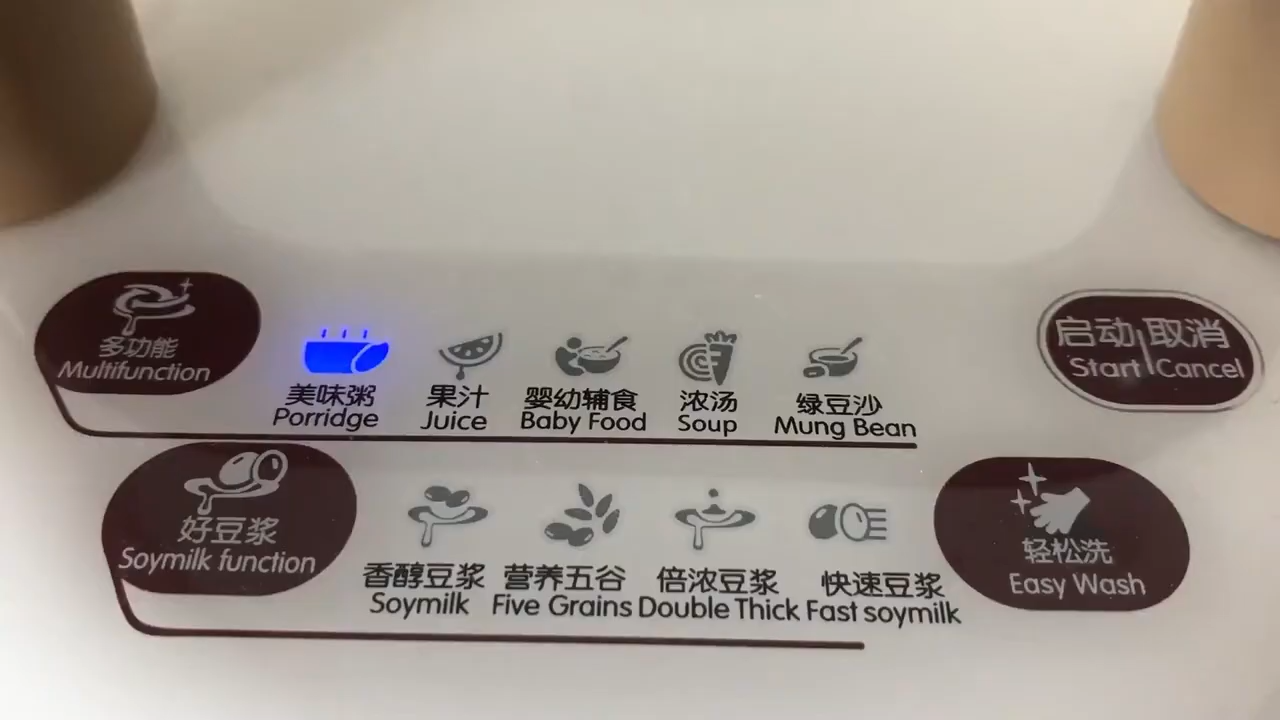 多功能
Multifunction
美味粥
Porridge
果汁
Juice
婴幼辅食
Baby Food
浓汤
Soup
绿豆沙
Mung Bean
启动|取消
Start|Cancel
好豆浆
Soymilk function
香醇豆浆
Soymilk
营养五谷
Five Grains
倍浓豆浆
Double Thick
快速豆浆
Fast soymilk
轻松洗
Easy Wash